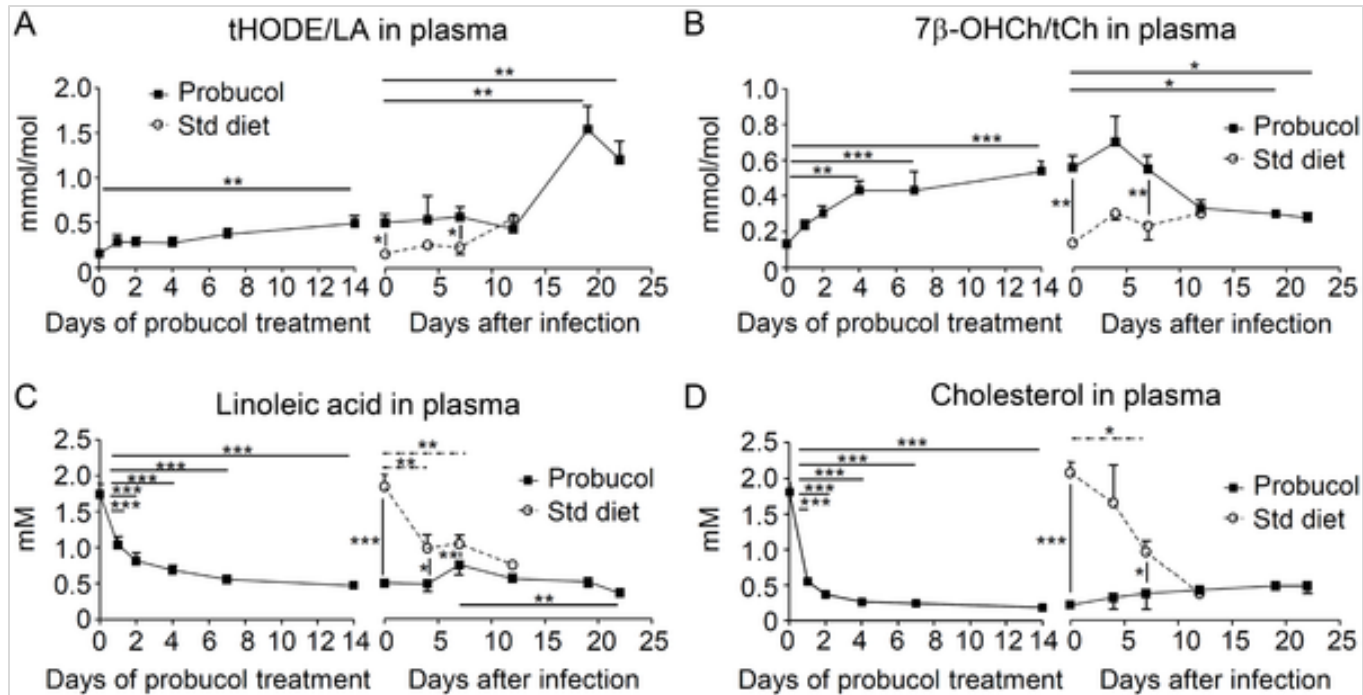 A
tHODE/LA in plasma
mmol/mol
2.0
1.5
1.0
0.5
0
Probucol
Std diet
**
**
**
*
*
0 2 4 6 8 10 12 14
0 5 10 15 20 25
Days of probucol treatment
Days after infection
B
7β-OHCh/tCh in plasma
mmol/mol
1.0
0.8
0.6
0.4
0.2
0
***
***
**
*
*
**
**
Probucol
Std diet
0 2 4 6 8 10 12 14
0 5 10 15 20 25
Days of probucol treatment
Days after infection
C
Linoleic acid in plasma
mM
2.5
2.0
1.5
1.0
0.5
0
***
***
***
***
***
**
**
***
*
**
**
Probucol
Std diet
0 2 4 6 8 10 12 14
0 5 10 15 20 25
Days of probucol treatment
Days after infection
D
Cholesterol in plasma
mM
2.5
2.0
1.5
1.0
0.5
0
***
***
***
***
***
*
***
*
Probucol
Std diet
0 2 4 6 8 10 12 14
0 5 10 15 20 25
Days of probucol treatment
Days after infection